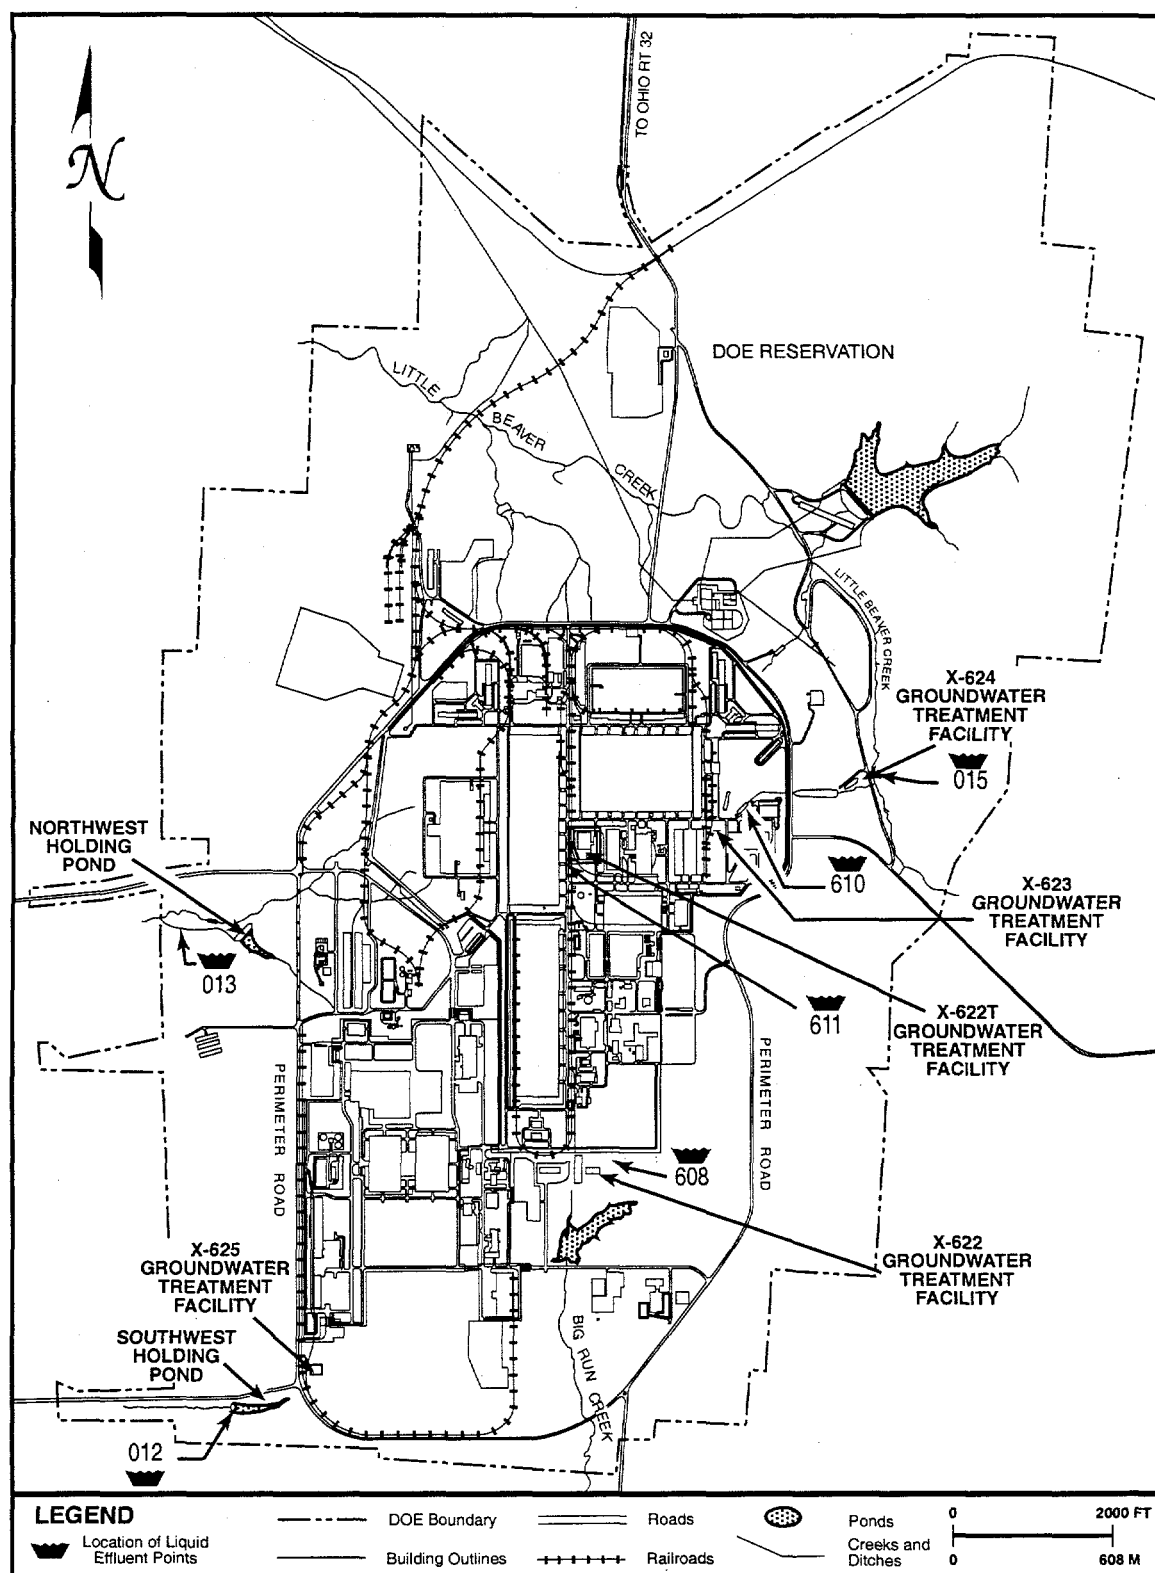 TO OHIO RT 32
N
DOE RESERVATION
LITTLE
BEAVER
CREEK
LITTLE BEAVER CREEK
X-624
GROUNDWATER
TREATMENT
FACILITY
015
NORTHWEST
HOLDING
POND
610
X-623
GROUNDWATER
TREATMENT
FACILITY
013
611
X-622T
GROUNDWATER
TREATMENT
FACILITY
PERIMETER ROAD
PERIMETER ROAD
608
X-625
GROUNDWATER
TREATMENT
FACILITY
X-622
GROUNDWATER
TREATMENT
FACILITY
SOUTHWEST
HOLDING
POND
BIG RUN CREEK
012
LEGEND
Location of Liquid
Effluent Points
DOE Boundary
Building Outlines
Roads
Railroads
Ponds
Creeks and
Ditches
0 2000 FT
0 608 M